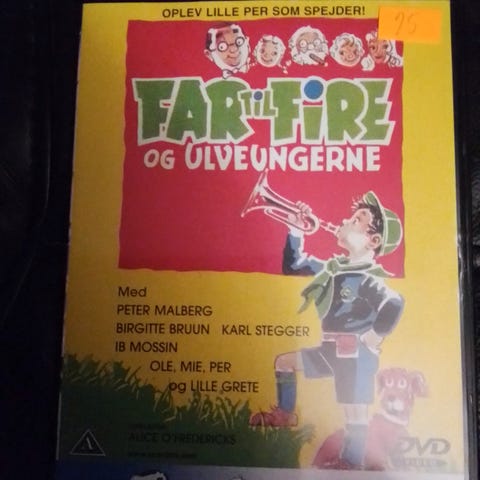 OPLEV LILLE PER SOM SPEJDER!
25
FAR TIL FIRE
OG ULVEUNGERNE
Med
PETER MALBERG
BIRGITTE BRUUN KARL STEGGER
IB MOSSIN
OLE, MIE, PER
og LILLE GRETE
ALICE O'FREDERICKS
A
DVD
VIDEO